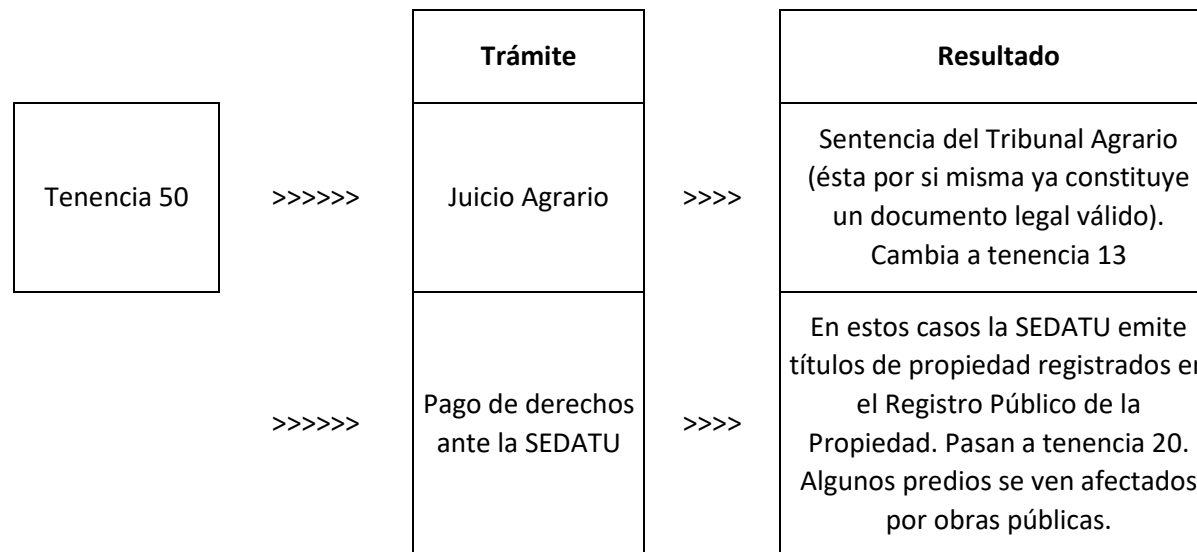 Trámite
Resultado
Tenencia 50
>>>>>>
Juicio Agrario
>>>>
Sentencia del Tribunal Agrario
(ésta por si misma ya constituye
un documento legal válido).
Cambia a tenencia 13
>>>>>>
Pago de derechos
ante la SEDATU
>>>>
En estos casos la SEDATU emite
títulos de propiedad registrados en
el Registro Público de la
Propiedad. Pasan a tenencia 20.
Algunos predios se ven afectados
por obras públicas.